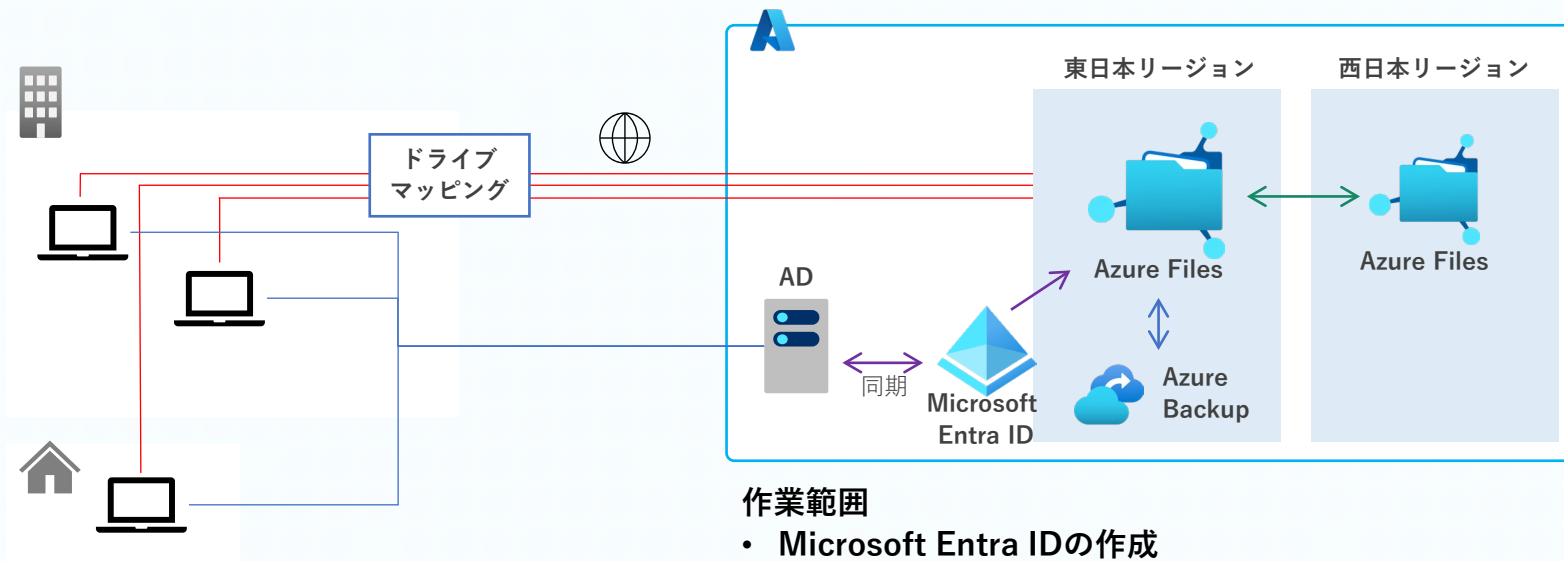 東日本リージョン
西日本リージョン
ドライブ
マッピング
Azure Files
Azure Files
AD
同期
Microsoft
Entra ID
Azure
Backup
作業範囲
• Microsoft Entra IDの作成